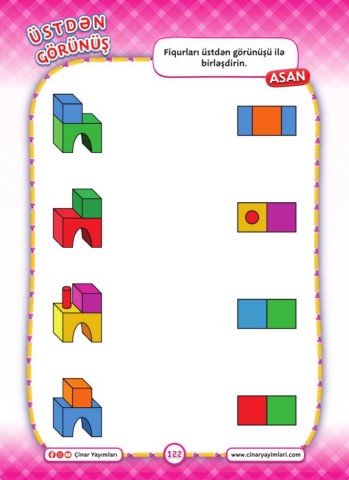 ÜSTDƏN
GÖRÜNÜŞ
Fiqurları üstdən görünüşü ilə
birləşdirin.
ASAN
Çinar Yayımları
122
www.cinaryayimlari.com